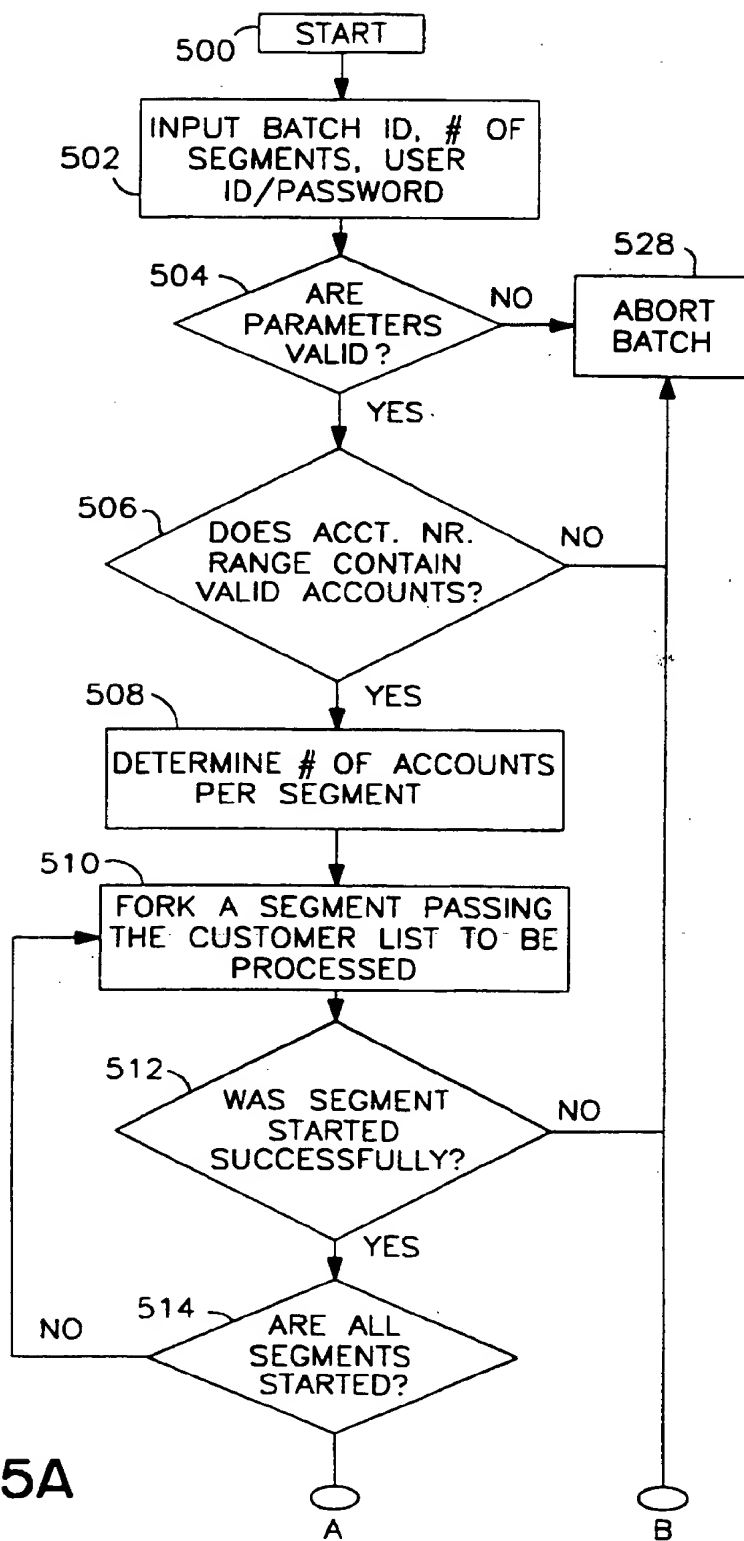 500
START
502
INPUT BATCH ID, # OF
SEGMENTS, USER
ID/PASSWORD
504
ARE
PARAMETERS
VALID?
NO
528
ABORT
BATCH
YES
506
DOES ACCT. NR.
RANGE CONTAIN
VALID ACCOUNTS?
NO
YES
508
DETERMINE # OF ACCOUNTS
PER SEGMENT
510
FORK A SEGMENT PASSING
THE CUSTOMER LIST TO BE
PROCESSED
512
WAS SEGMENT
STARTED
SUCCESSFULLY?
NO
YES
514
ARE ALL
SEGMENTS
STARTED?
NO
5A
A
B